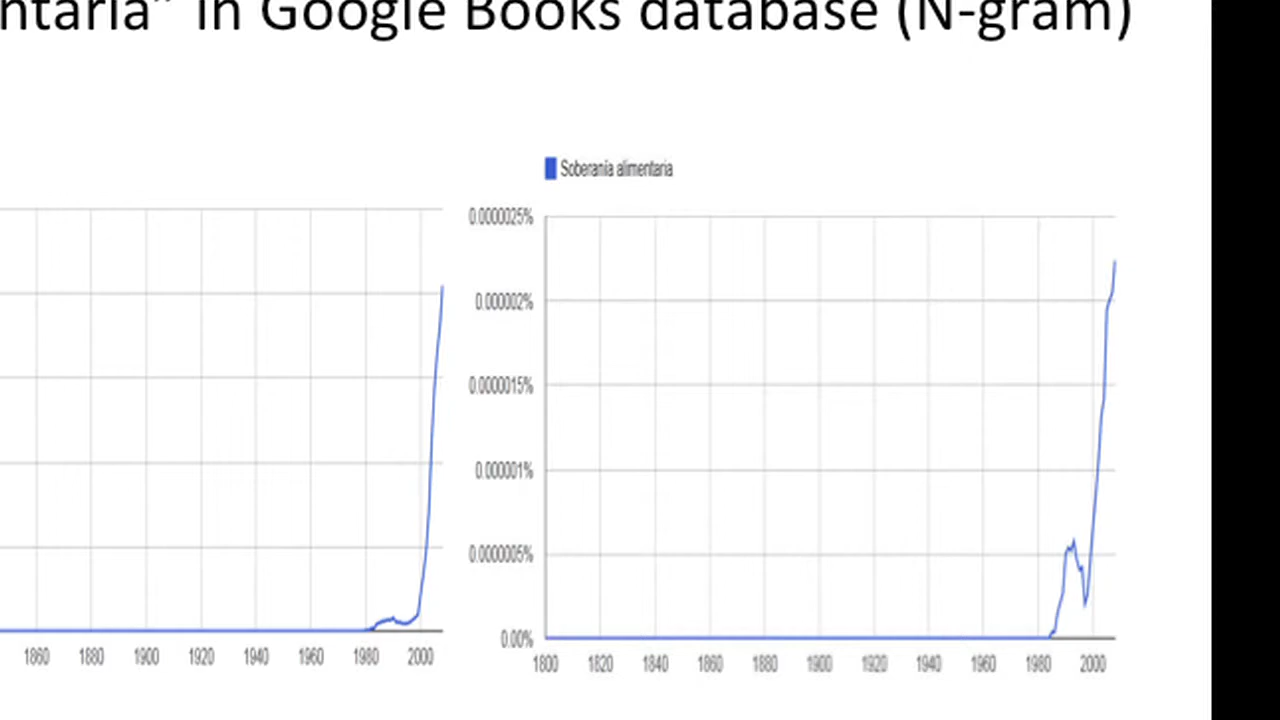 ntaria” in Google Books database (N-gram)
Soberanía alimentaria
0.0000025%
0.000002%
0.0000015%
0.000001%
0.0000005%
0.00%
1860 1880 1900 1920 1940 1960 1980 2000
1800 1820 1840 1860 1880 1900 1920 1940 1960 1980 2000